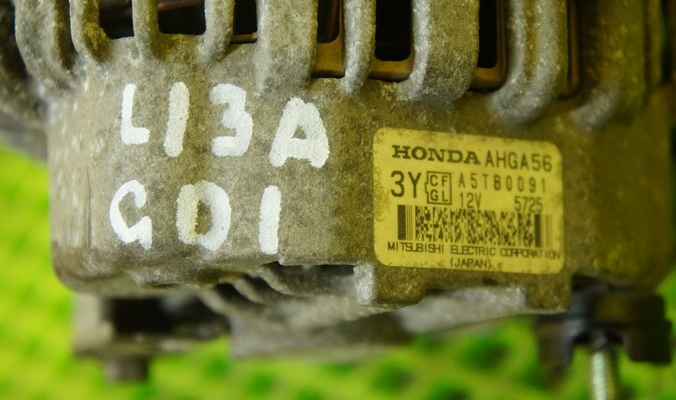 L13A
GD1
HONDA AHGA56
3Y CF GL A5TB0091
12V 5725
MITSUBISHI ELECTRIC CORPORATION
(JAPAN)